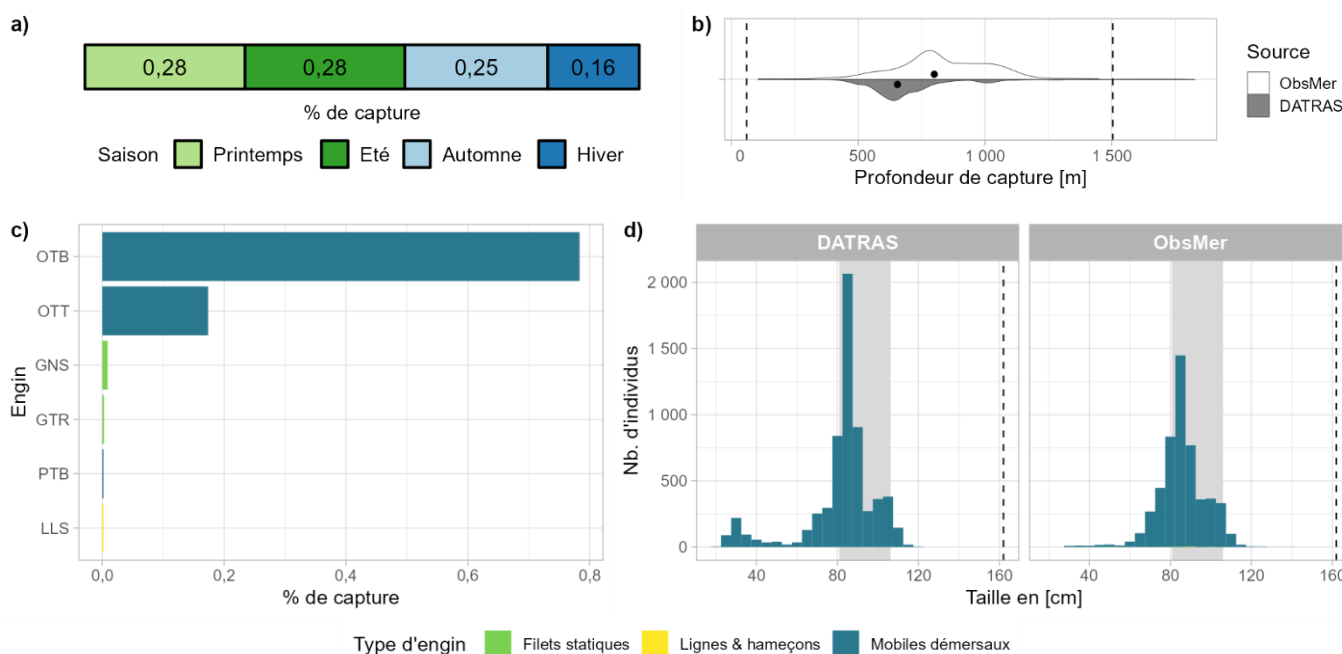 a)
0,28 0,28 0,25 0,16
% de capture
Saison Printemps Eté Automne Hiver
b)
0 500 1 000 1 500
Profondeur de capture [m]
Source
ObsMer
DATRAS
c)
Engin
OTB
OTT
GNS
GTR
PTB
LLS
0,0 0,2 0,4 0,6 0,8
% de capture
d)
DATRAS ObsMer
Nb. d'individus
2 000
1 500
1 000
500
0
40 80 120 160 40 80 120 160
Taille en [cm]
Type d'engin Filets statiques Lignes & hameçons Mobiles démersaux